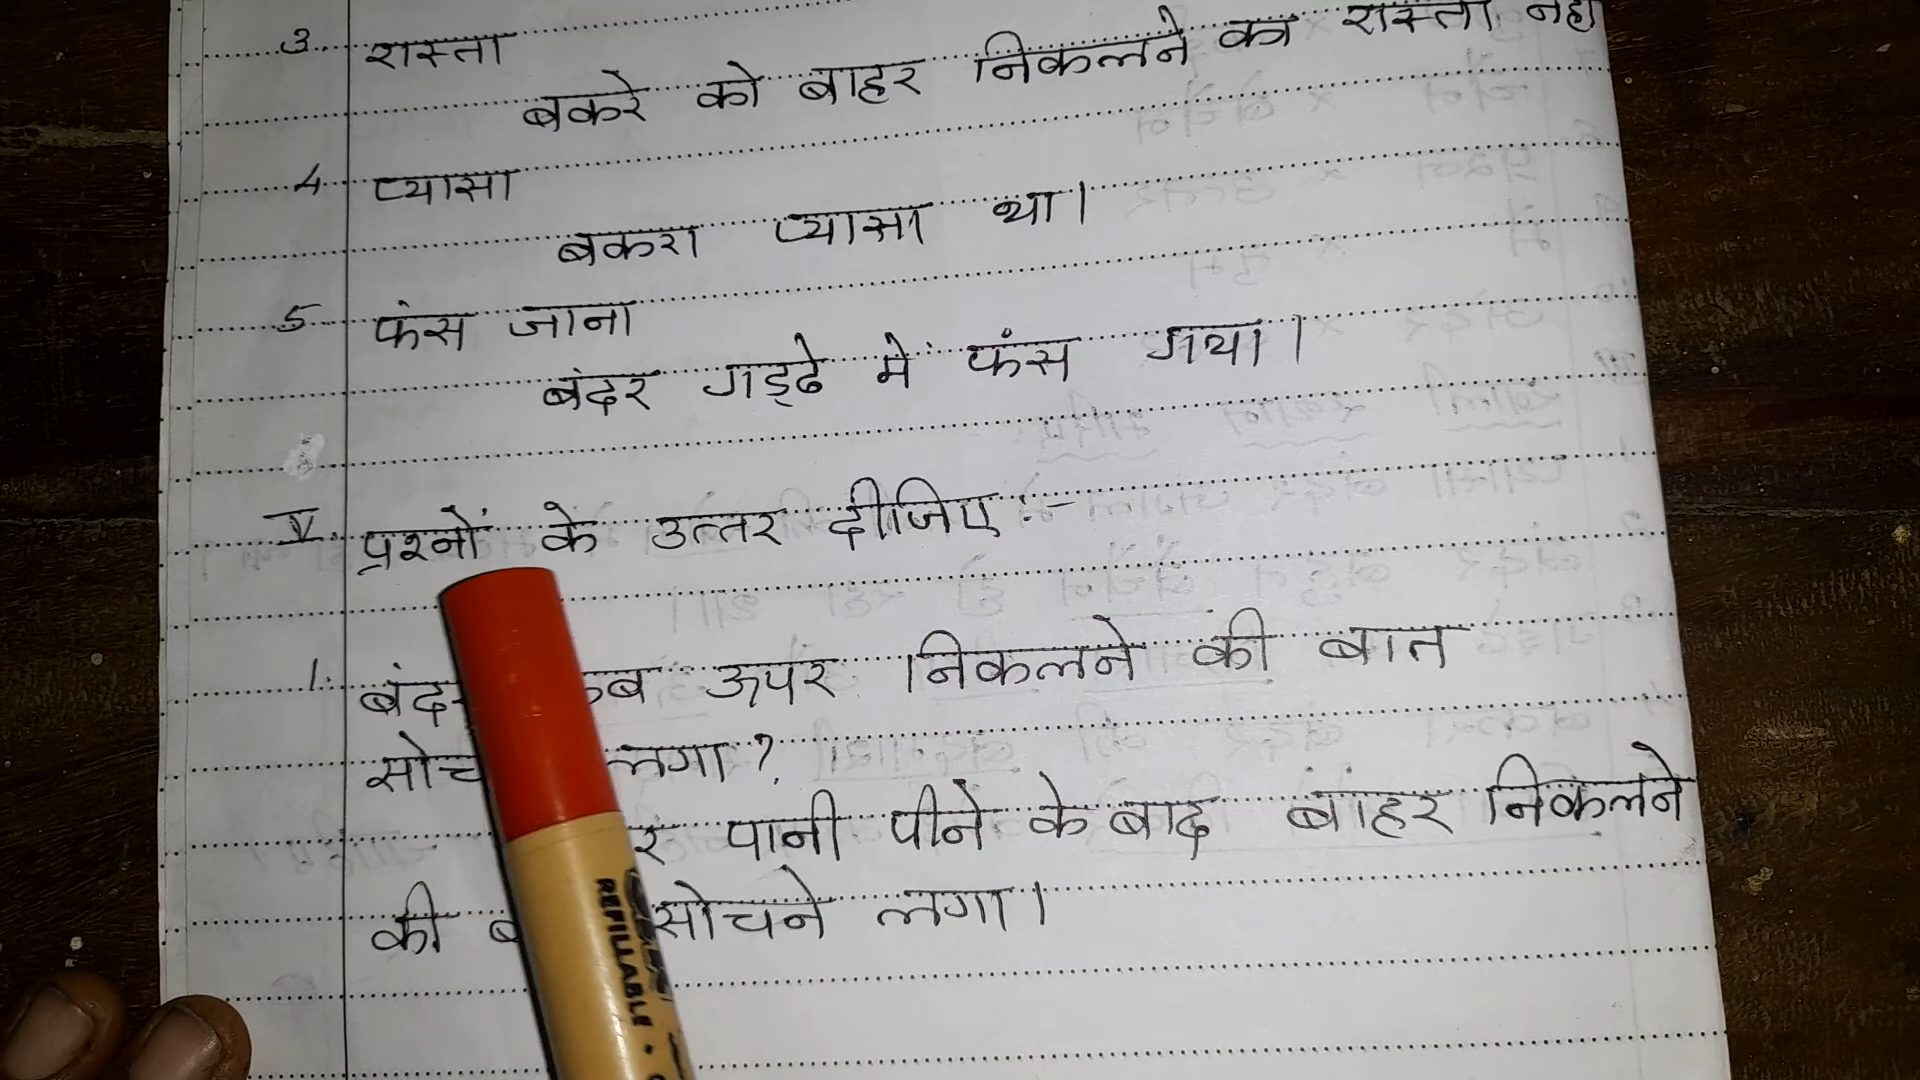 3 रास्ता
बकरे को बाहर निकलने का रास्ता
4 प्यासा
बकरा प्यासा था।
5 फंस जाना
बंदर गड्ढे में फंस गया।
V. प्रश्नों के उत्तर दीजिए :-
1. ऊपर निकलने की बात
लगा?
पानी पीने के बाद बांहर निकलने
की सोचने लगा।
REFILLABLE